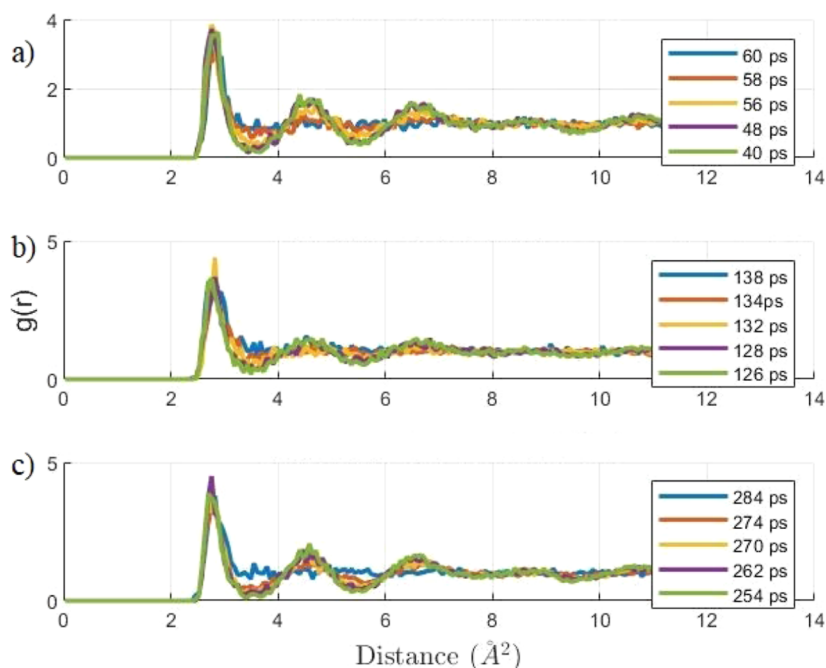 a)
4
2
0
0 2 4 6 8 10 12 14
60 ps
58 ps
56 ps
48 ps
40 ps
b)
g(r)
5
0
0 2 4 6 8 10 12 14
138 ps
134ps
132 ps
128 ps
126 ps
c)
5
0
0 2 4 6 8 10 12 14
284 ps
274 ps
270 ps
262 ps
254 ps
Distance (Å²)